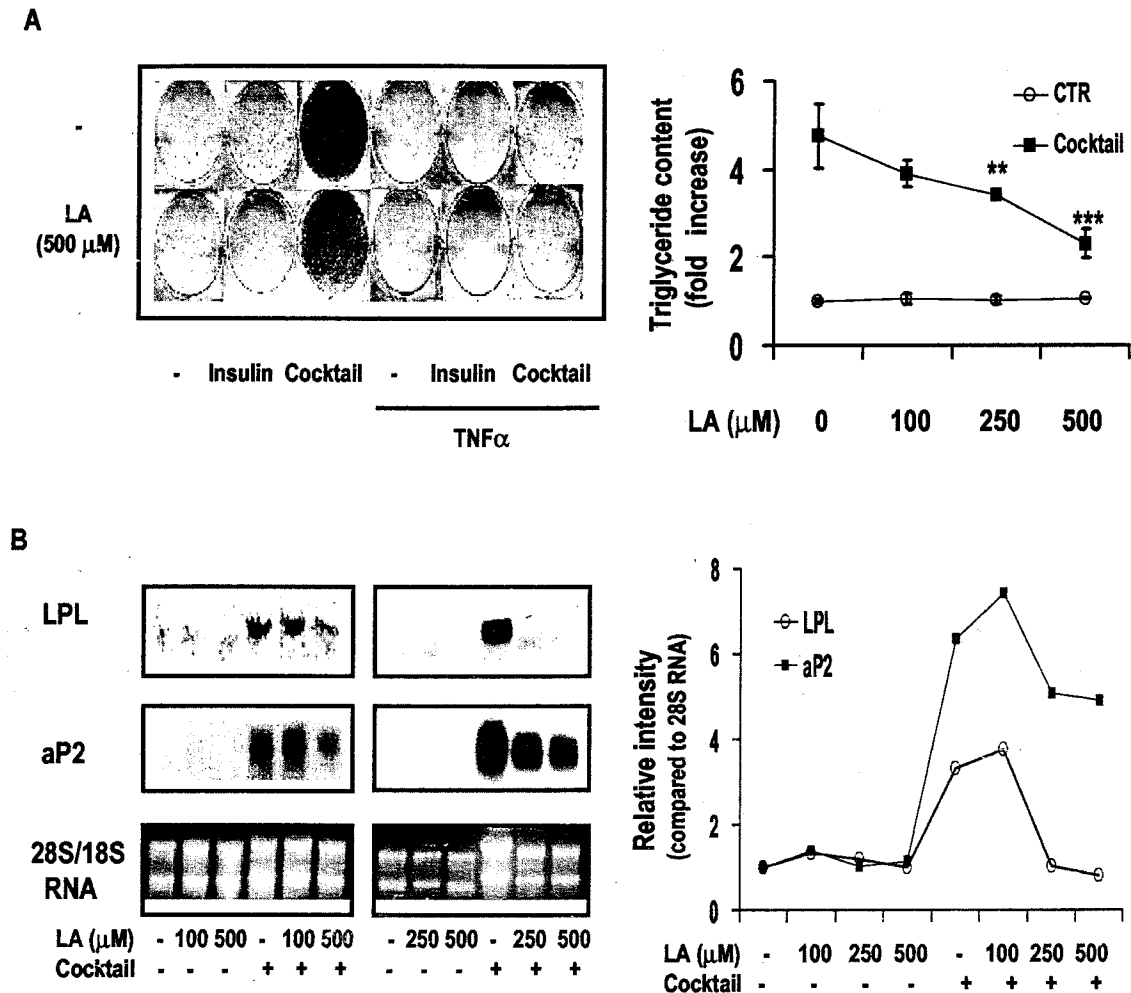 A
-
LA
(500 μM)
- Insulin Cocktail - Insulin Cocktail
TNFα
Triglyceride content
(fold increase)
6
4
2
0
CTR
Cocktail
**
***
LA (μM) 0 100 250 500
B
LPL
aP2
28S/18S
RNA
LA (μM) - 100 500 - 100 500 - 250 500 - 250 500
Cocktail - - - + + + - - - + + +
Relative intensity
(compared to 28S RNA)
8
6
4
2
0
LPL
aP2
LA (μM) - 100 250 500 - 100 250 500
Cocktail - - - - + + + +